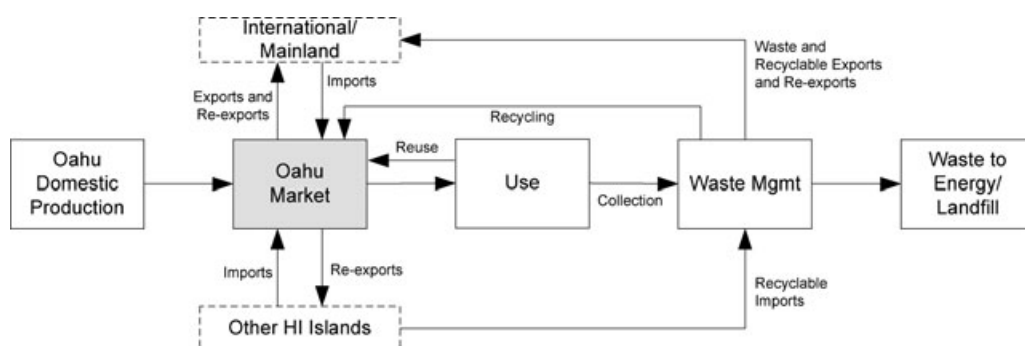 International/
Mainland
Waste and
Recyclable Exports
and Re-exports
Imports
Exports and
Re-exports
Recycling
Reuse
Oahu
Domestic
Production
Oahu
Market
Use
Collection
Waste Mgmt
Waste to
Energy/
Landfill
Imports
Re-exports
Recyclable
Imports
Other HI Islands